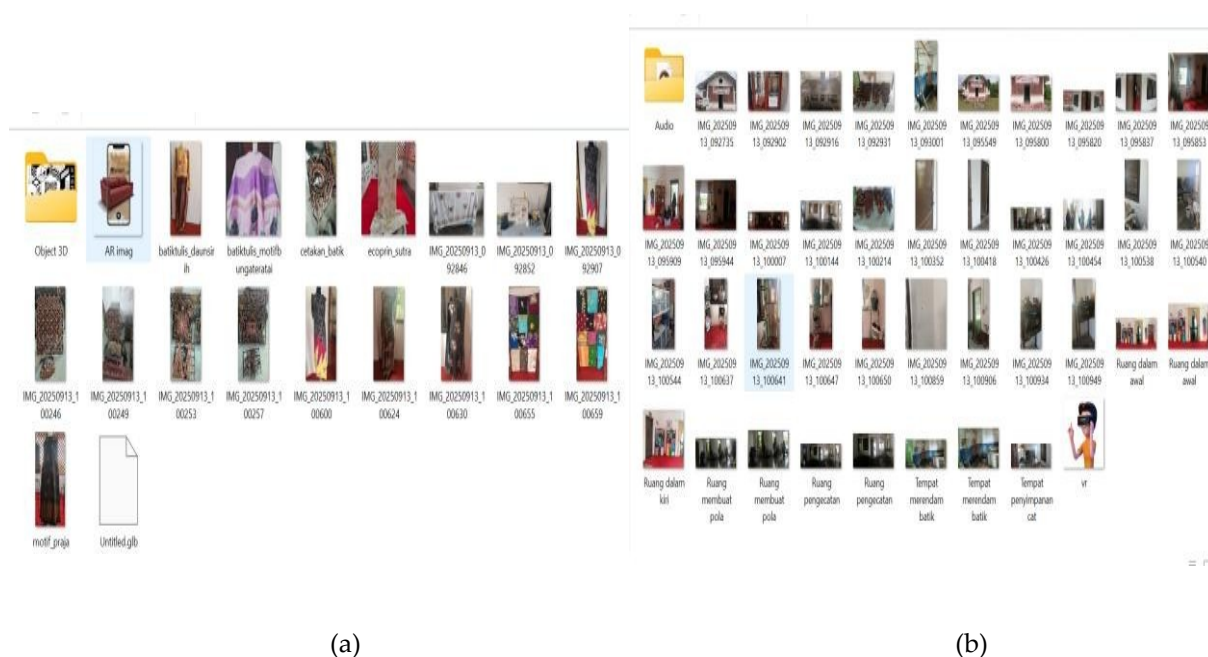 Object 3D
AR imag
batiktulis_daunsir
ih
batiktulis_motifb
ungateratai
cetakan_batik
ecoprin_sutra
IMG_20250913_0
92846
IMG_20250913_0
92852
IMG_20250913_0
92907
IMG_20250913_1
00246
IMG_20250913_1
00249
IMG_20250913_1
00253
IMG_20250913_1
00257
IMG_20250913_1
00600
IMG_20250913_1
00624
IMG_20250913_1
00630
IMG_20250913_1
00655
IMG_20250913_1
00659
motif_praja
Untitled.glb
(a)
Audio
IMG_202509
13_092735
IMG_202509
13_092902
IMG_202509
13_092916
IMG_202509
13_092931
IMG_202509
13_093001
IMG_202509
13_095549
IMG_202509
13_095800
IMG_202509
13_095820
IMG_202509
13_095837
IMG_202509
13_095853
IMG_202509
13_095909
IMG_202509
13_095944
IMG_202509
13_100007
IMG_202509
13_100144
IMG_202509
13_100214
IMG_202509
13_100352
IMG_202509
13_100418
IMG_202509
13_100426
IMG_202509
13_100454
IMG_202509
13_100538
IMG_202509
13_100540
IMG_202509
13_100544
IMG_202509
13_100637
IMG_202509
13_100641
IMG_202509
13_100647
IMG_202509
13_100650
IMG_202509
13_100859
IMG_202509
13_100906
IMG_202509
13_100934
IMG_202509
13_100949
Ruang dalam
awal
Ruang dalam
awal
Ruang dalam
kiri
Ruang
membuat
pola
Ruang
membuat
pola
Ruang
pengecatan
Ruang
pengecatan
Tempat
merendam
batik
Tempat
merendam
batik
Tempat
penyimpanan
cat
vr
(b)